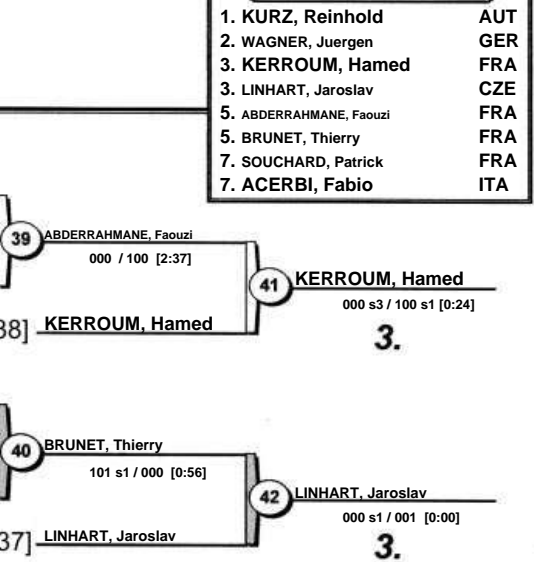 1. KURZ, Reinhold AUT
2. WAGNER, Juergen GER
3. KERROUM, Hamed FRA
3. LINHART, Jaroslav CZE
5. ABDERRAHMANE, Faouzi FRA
5. BRUNET, Thierry FRA
7. SOUCHARD, Patrick FRA
7. ACERBI, Fabio ITA
39 ABDERRAHMANE, Faouzi
000 / 100 [2:37]
41 KERROUM, Hamed
000 s3 / 100 s1 [0:24]
38] KERROUM, Hamed
3.
40 BRUNET, Thierry
101 s1 / 000 [0:56]
42 LINHART, Jaroslav
000 s1 / 001 [0:00]
37] LINHART, Jaroslav
3.